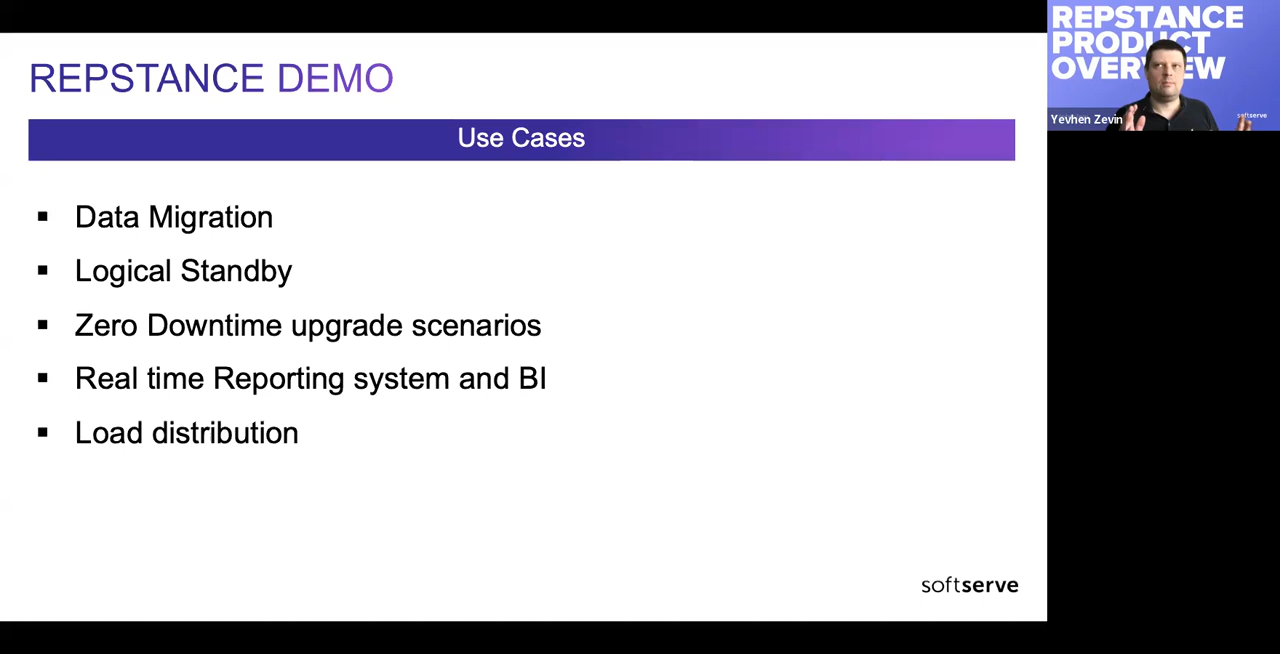 REPSTANCE DEMO
Use Cases
▪ Data Migration
▪ Logical Standby
▪ Zero Downtime upgrade scenarios
▪ Real time Reporting system and BI
▪ Load distribution
softserve
REPSTANCE
PRODUCT
OVERVIEW
Yevhen Zevin
softserve